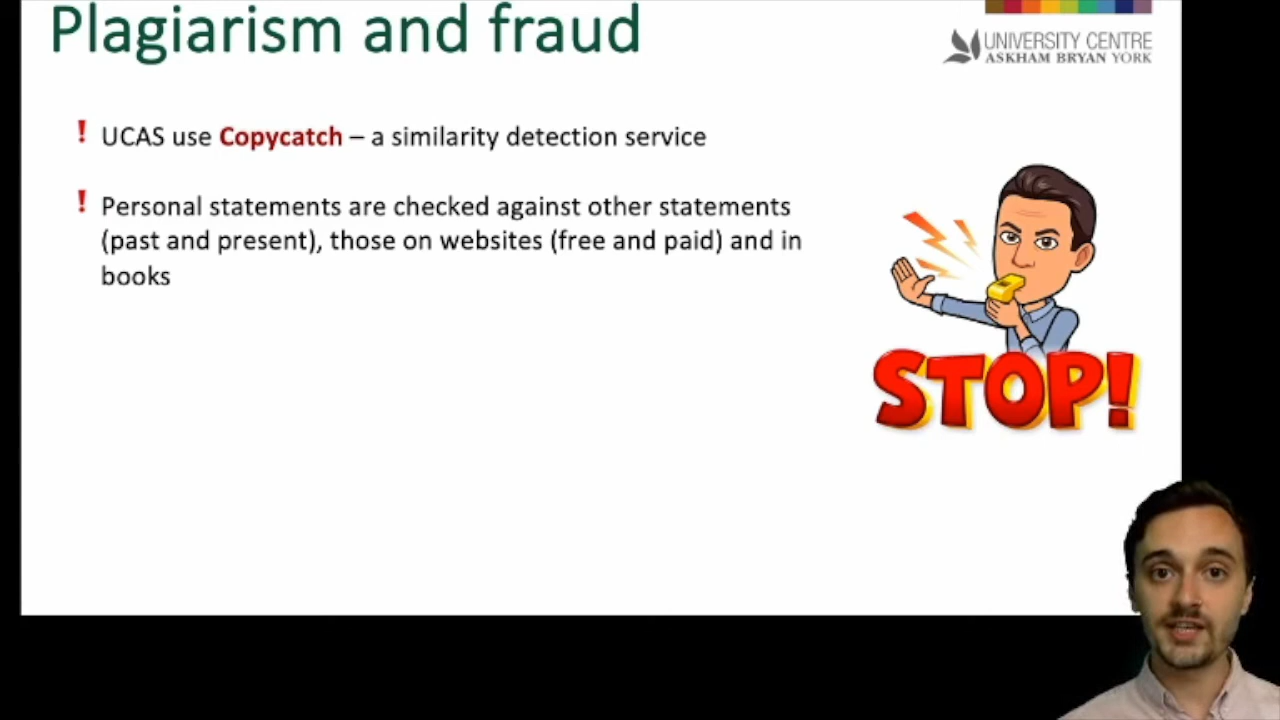 Plagiarism and fraud
UNIVERSITY CENTRE
ASKHAM BRYAN YORK
! UCAS use Copycatch – a similarity detection service
! Personal statements are checked against other statements
(past and present), those on websites (free and paid) and in
books
STOP!